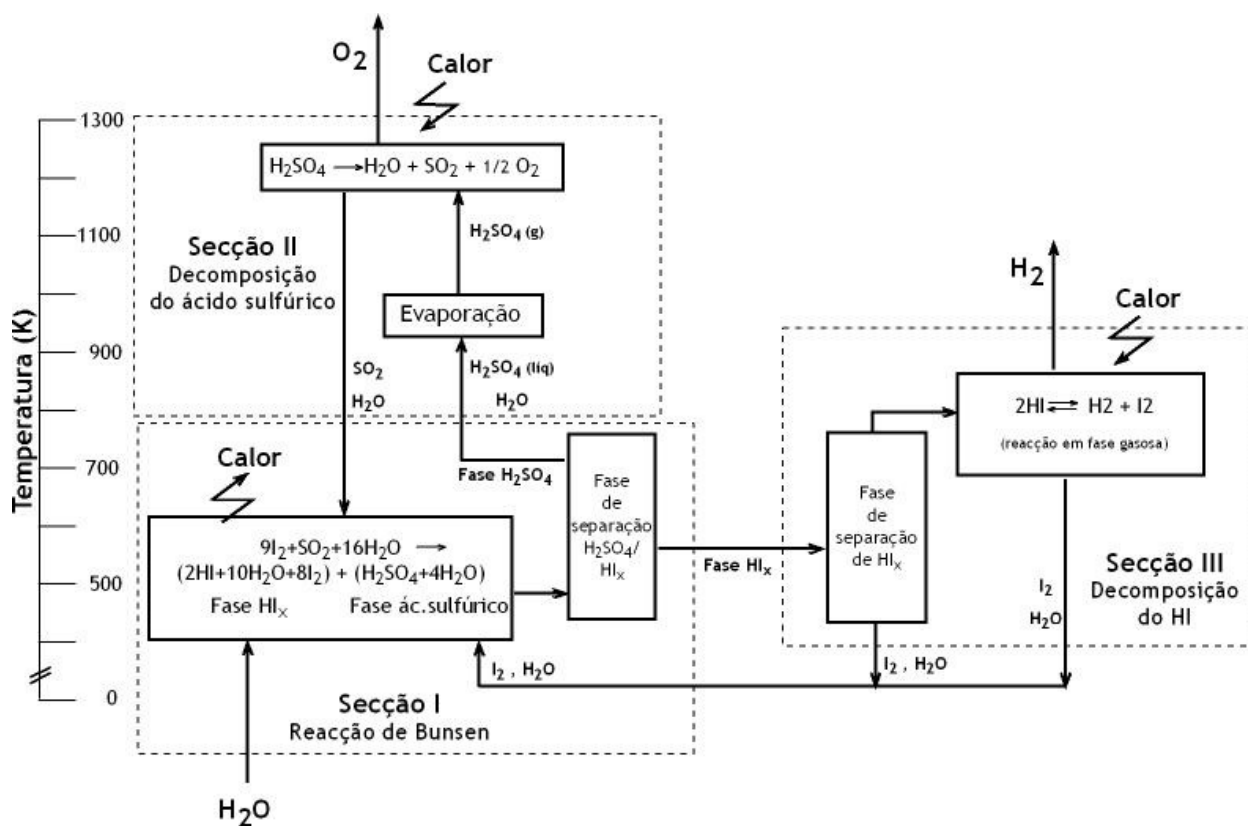 O2
Calor
1300
H2SO4 → H2O + SO2 + 1/2 O2
1100
H2SO4 (g)
Secção II
Decomposição
do ácido sulfúrico
H2
Calor
Evaporação
Temperatura (K)
900
SO2
H2O
H2SO4 (líq)
H2O
2HI ⇌ H2 + I2
(reacção em fase gasosa)
Calor
700
Fase H2SO4
Fase
de
separação
H2SO4/
HIx
Fase
de
separação
de HIx
9I2+SO2+16H2O →
(2HI+10H2O+8I2) + (H2SO4+4H2O)
Fase HIx Fase ác.sulfúrico
Fase HIx
500
Secção III
Decomposição
do HI
I2
H2O
I2 , H2O
I2 , H2O
0
Secção I
Reacção de Bunsen
H2O